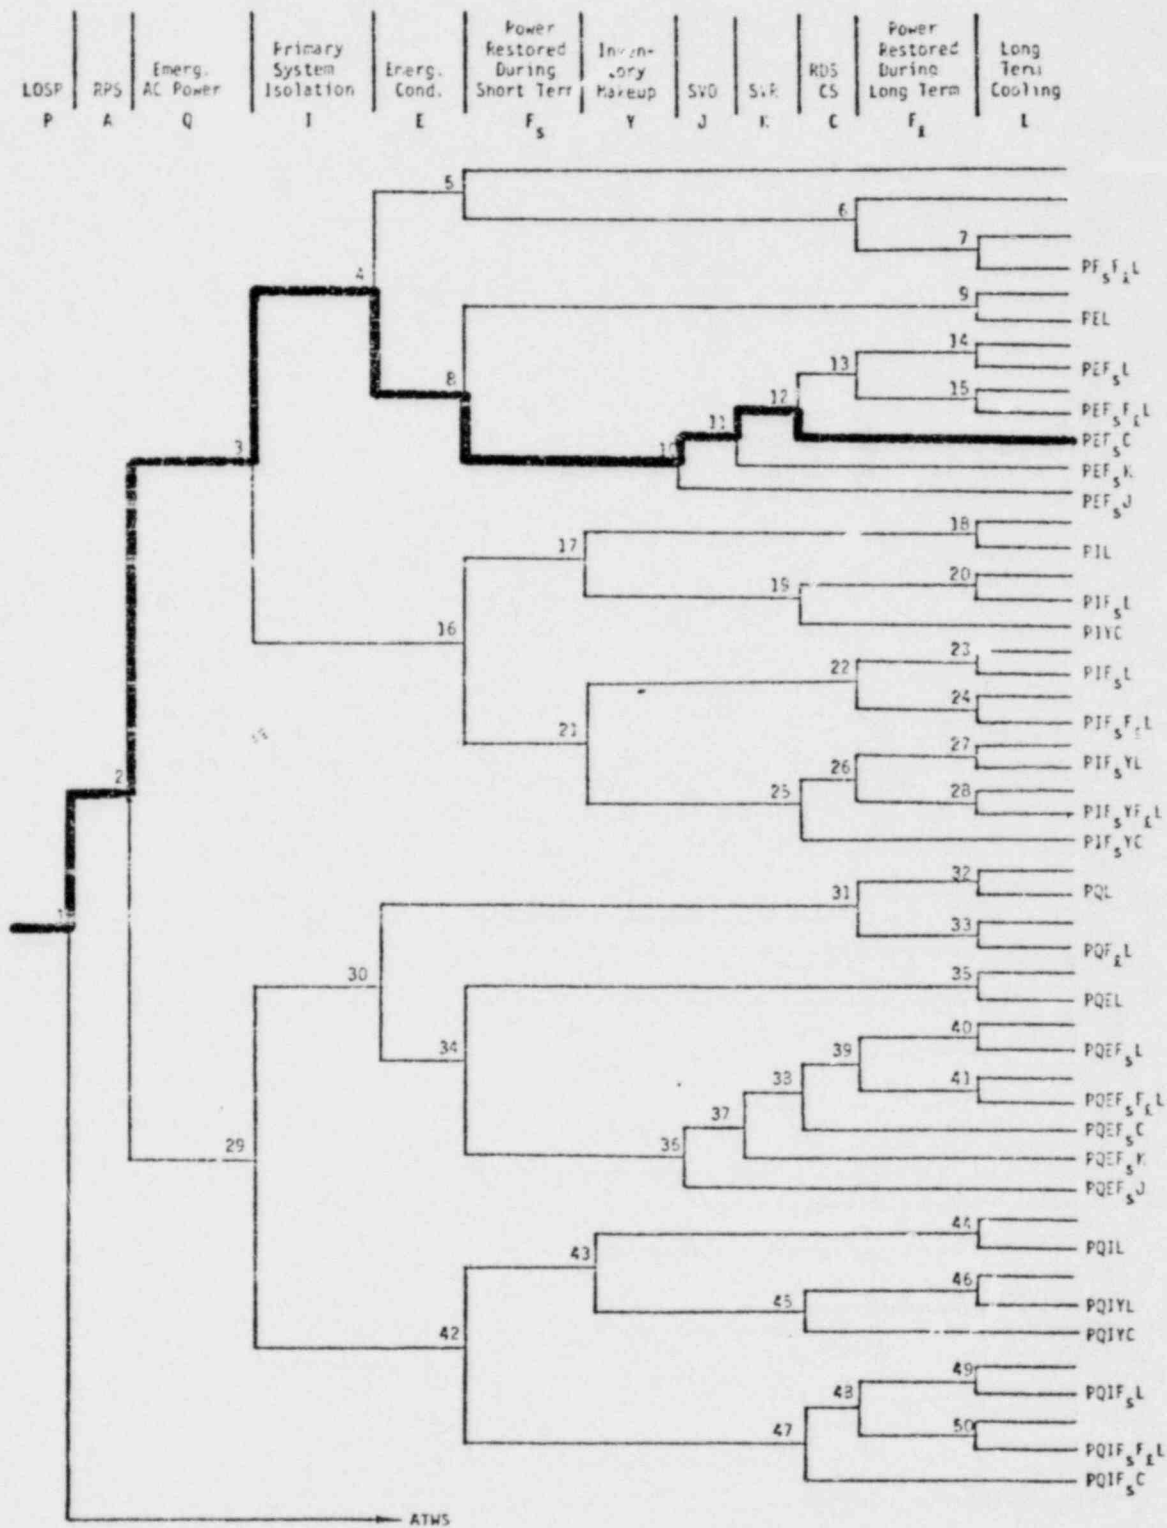 LOSP
P
RPS
A
Emerg.
AC Power
Q
Primary
System
Isolation
I
Emerg.
Cond.
E
Power
Restored
During
Short Term
Fs
Inven-
tory
Makeup
Y
SVO
J
SVR
K
RDS
CS
C
Power
Restored
During
Long Term
Fℓ
Long
Term
Cooling
L
5
6
7
PFsFℓL
4
9
PEL
8
14
13
PEFsL
15
12
PEFsFℓL
11
PEFsC
3
10
PEFsK
PEFsJ
18
17
PIL
20
19
PIFsL
16
PIYC
23
22
PIFsL
24
21
PIFsFℓL
27
26
PIFsYL
2
28
25
PIFsYFℓL
PIFsYC
32
31
PQL
1
33
PQFℓL
30
35
PQEL
40
34
39
PQEFsL
41
38
PQEFsFℓL
37
PQEFsC
29
36
PQEFsK
PQEFsJ
44
43
PQIL
46
45
PQIYL
42
PQIYC
49
48
PQIFsL
50
47
PQIFsFℓL
PQIFsC
ATWS